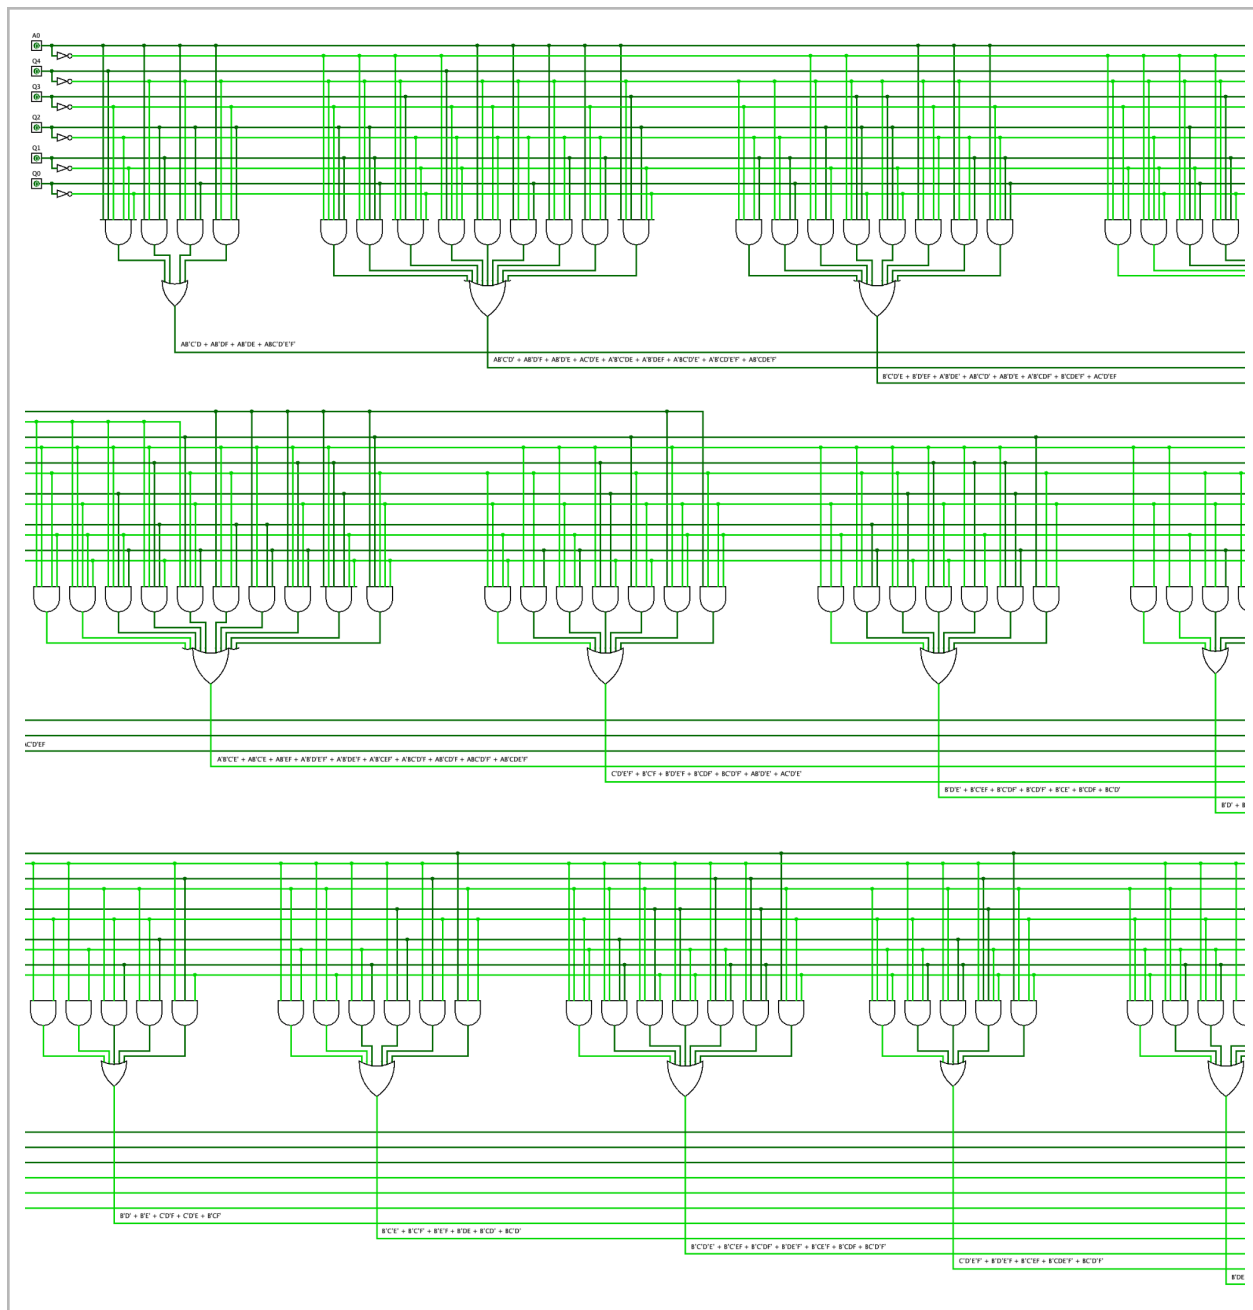 A0
Q4
Q3
Q2
Q1
Q0
AB'C'D + AB'DF + AB'DE + ABC'D'E'F'
AB'C'D' + AB'D'F + AB'D'E + AC'D'E + A'B'C'DE + A'B'DEF + A'BC'D'E' + A'B'CD'E'F' + AB'CDE'F'
B'C'D'E + B'D'EF + A'B'DE' + AB'C'D' + AB'D'E + A'B'CDF' + B'CDE'F' + AC'D'EF
C'D'EF
A'B'C'E' + AB'C'E + AB'EF + A'B'D'E'F' + A'B'DE'F + A'B'CEF' + A'BC'D'F + AB'CD'F + ABC'D'F' + AB'CDE'F'
C'D'E'F' + B'C'F + B'D'EF + B'CDF' + BC'D'F + AB'D'E' + AC'D'E'
B'D'E' + B'C'EF + B'C'DF' + B'CD'F' + B'CE' + B'CDF + BC'D'
B'D' + B
B'D' + B'E' + C'D'F + C'D'E + B'CF'
B'C'E' + B'C'F' + B'E'F + B'DE + B'CD' + BC'D'
B'C'D'E' + B'C'EF + B'C'DF + B'DE'F' + B'CE'F + B'CDF + BC'D'F'
C'D'E'F' + B'D'E'F + B'C'EF + B'CDE'F' + BC'D'F'
B'DE